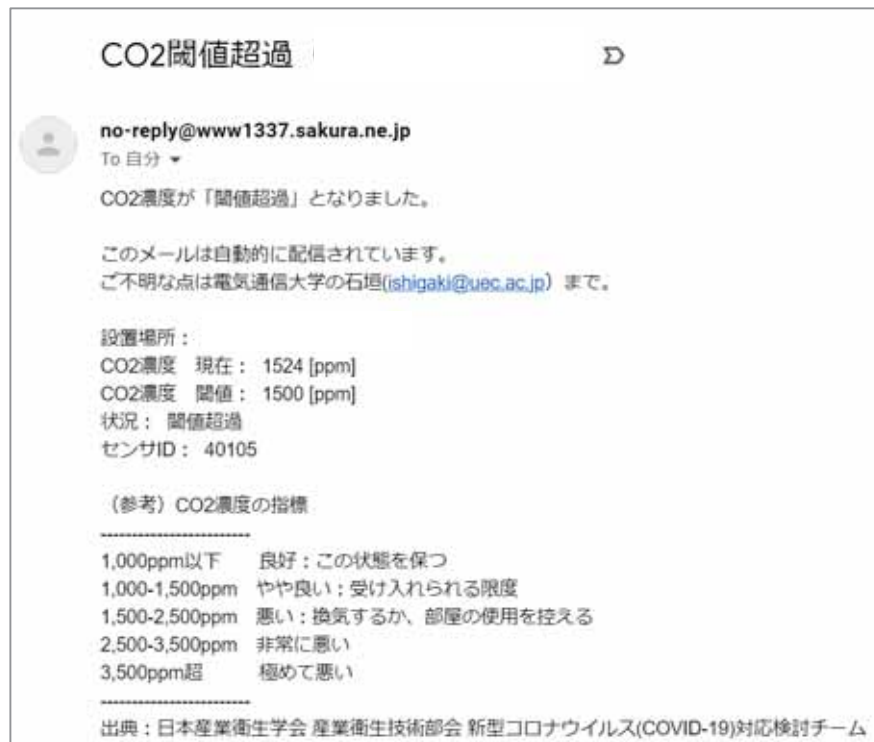 CO2閾値超過
no-reply@www1337.sakura.ne.jp
To 自分
CO2濃度が「閾値超過」となりました。
このメールは自動的に配信されています。
ご不明な点は電気通信大学の石垣(ishigaki@uec.ac.jp）まで。
設置場所：
CO2濃度　現在： 1524 [ppm]
CO2濃度　閾値： 1500 [ppm]
状況： 閾値超過
センサID： 40105
（参考）CO2濃度の指標
------------------------
1,000ppm以下　良好：この状態を保つ
1,000-1,500ppm　やや良い：受け入れられる限度
1,500-2,500ppm　悪い：換気するか、部屋の使用を控える
2,500-3,500ppm　非常に悪い
3,500ppm超　極めて悪い
------------------------
出典：日本産業衛生学会 産業衛生技術部会 新型コロナウイルス(COVID-19)対応検討チーム